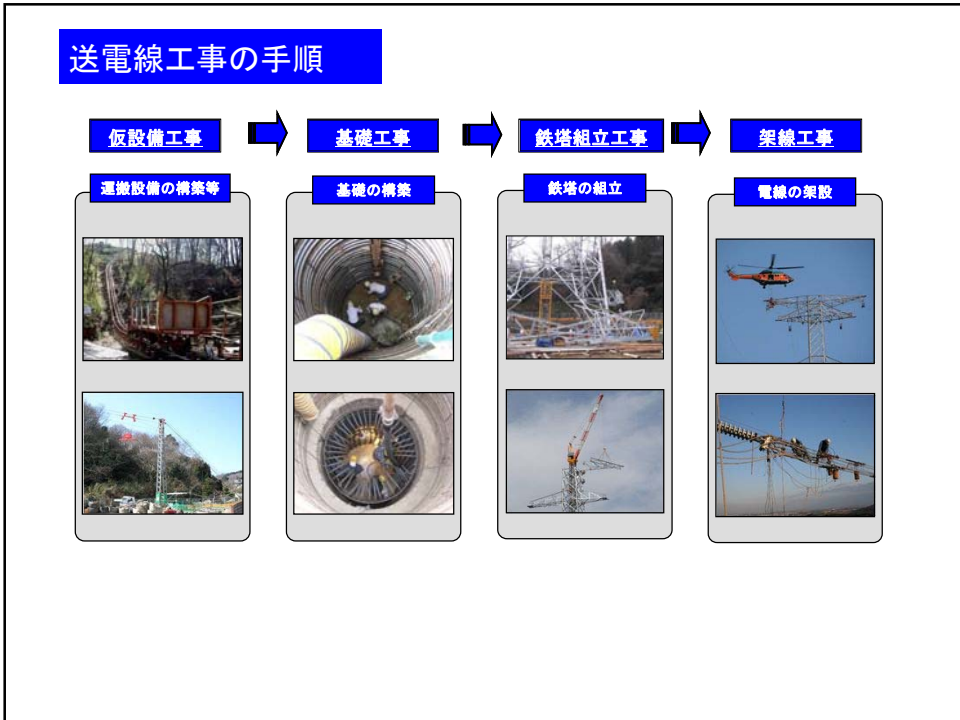 送電線工事の手順
仮設備工事
基礎工事
鉄塔組立工事
架線工事
運搬設備の構築等
基礎の構築
鉄塔の組立
電線の架設